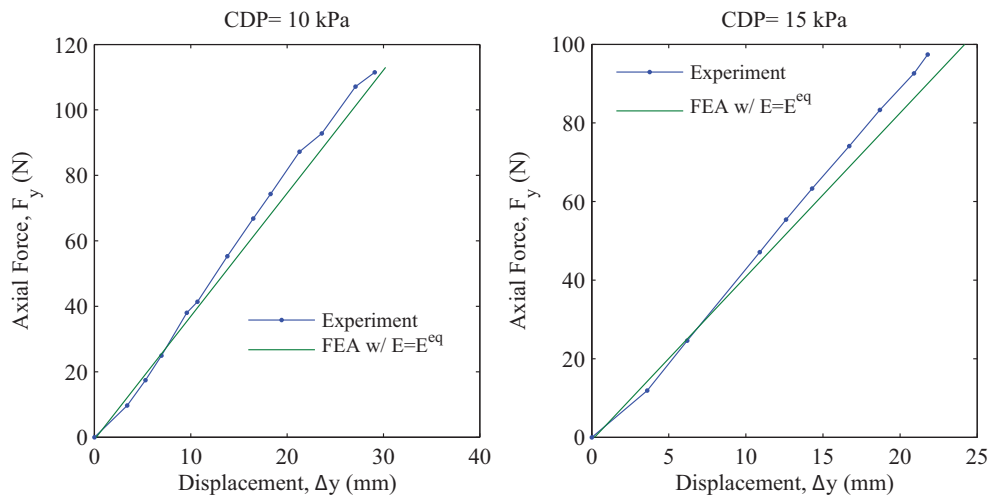 CDP= 10 kPa
120
100
80
60
40
20
0
0
10
20
30
40
Axial Force, F_y (N)
Displacement, Δy (mm)
Experiment
FEA w/ E=E^eq
CDP= 15 kPa
100
80
60
40
20
0
0
5
10
15
20
25
Axial Force, F_y (N)
Displacement, Δy (mm)
Experiment
FEA w/ E=E^eq